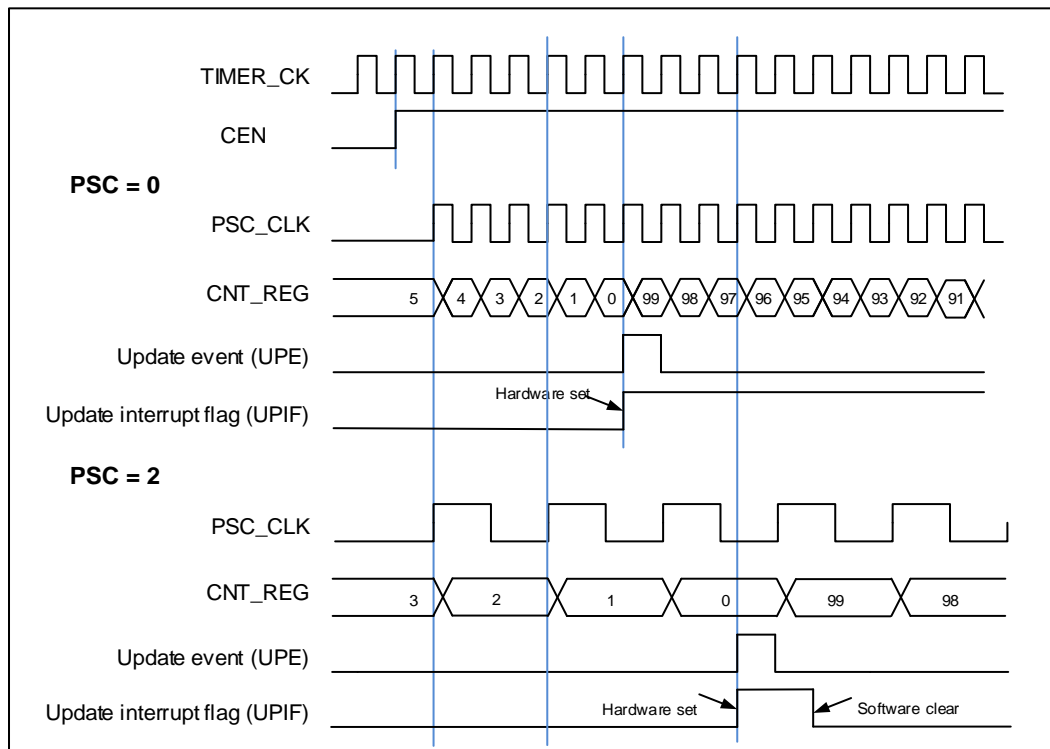 TIMER_CK
CEN
PSC = 0
PSC_CLK
CNT_REG 5 4 3 2 1 0 99 98 97 96 95 94 93 92 91
Update event (UPE)
Hardware set
Update interrupt flag (UPIF)
PSC = 2
PSC_CLK
CNT_REG 3 2 1 0 99 98
Update event (UPE)
Update interrupt flag (UPIF) Hardware set Software clear